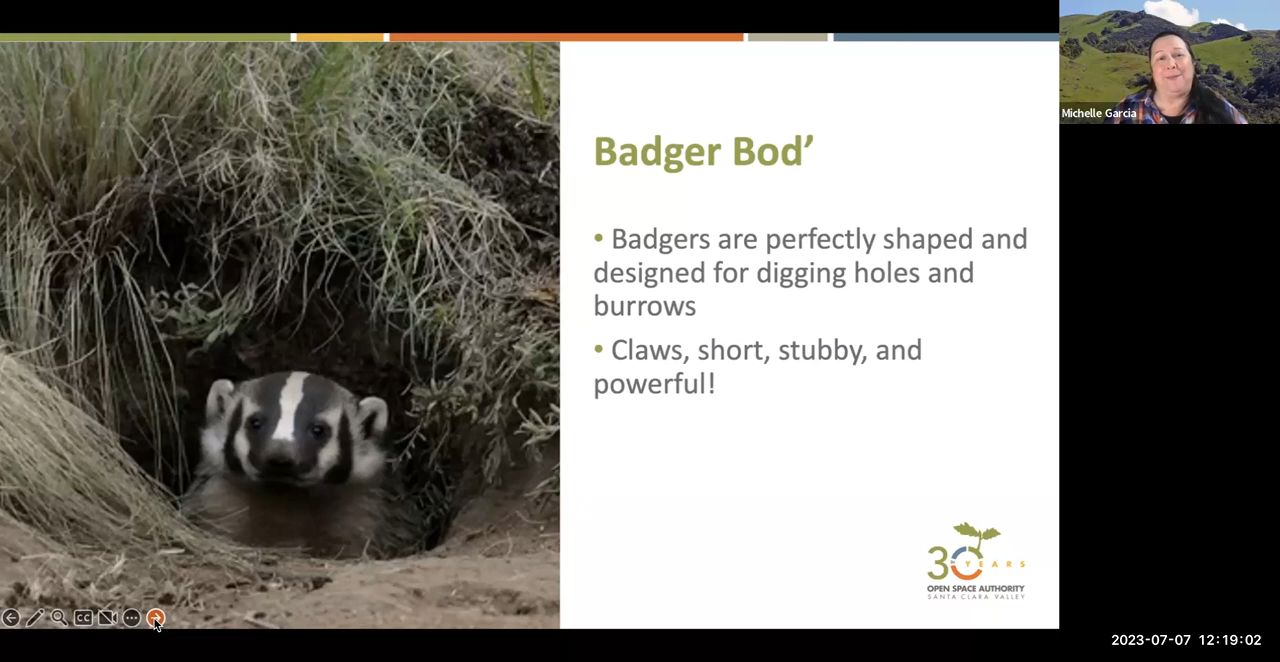 Michelle Garcia
Badger Bod’
• Badgers are perfectly shaped and
designed for digging holes and
burrows
• Claws, short, stubby, and
powerful!
30 YEARS
OPEN SPACE AUTHORITY
SANTA CLARA VALLEY
CC
2023-07-07 12:19:02